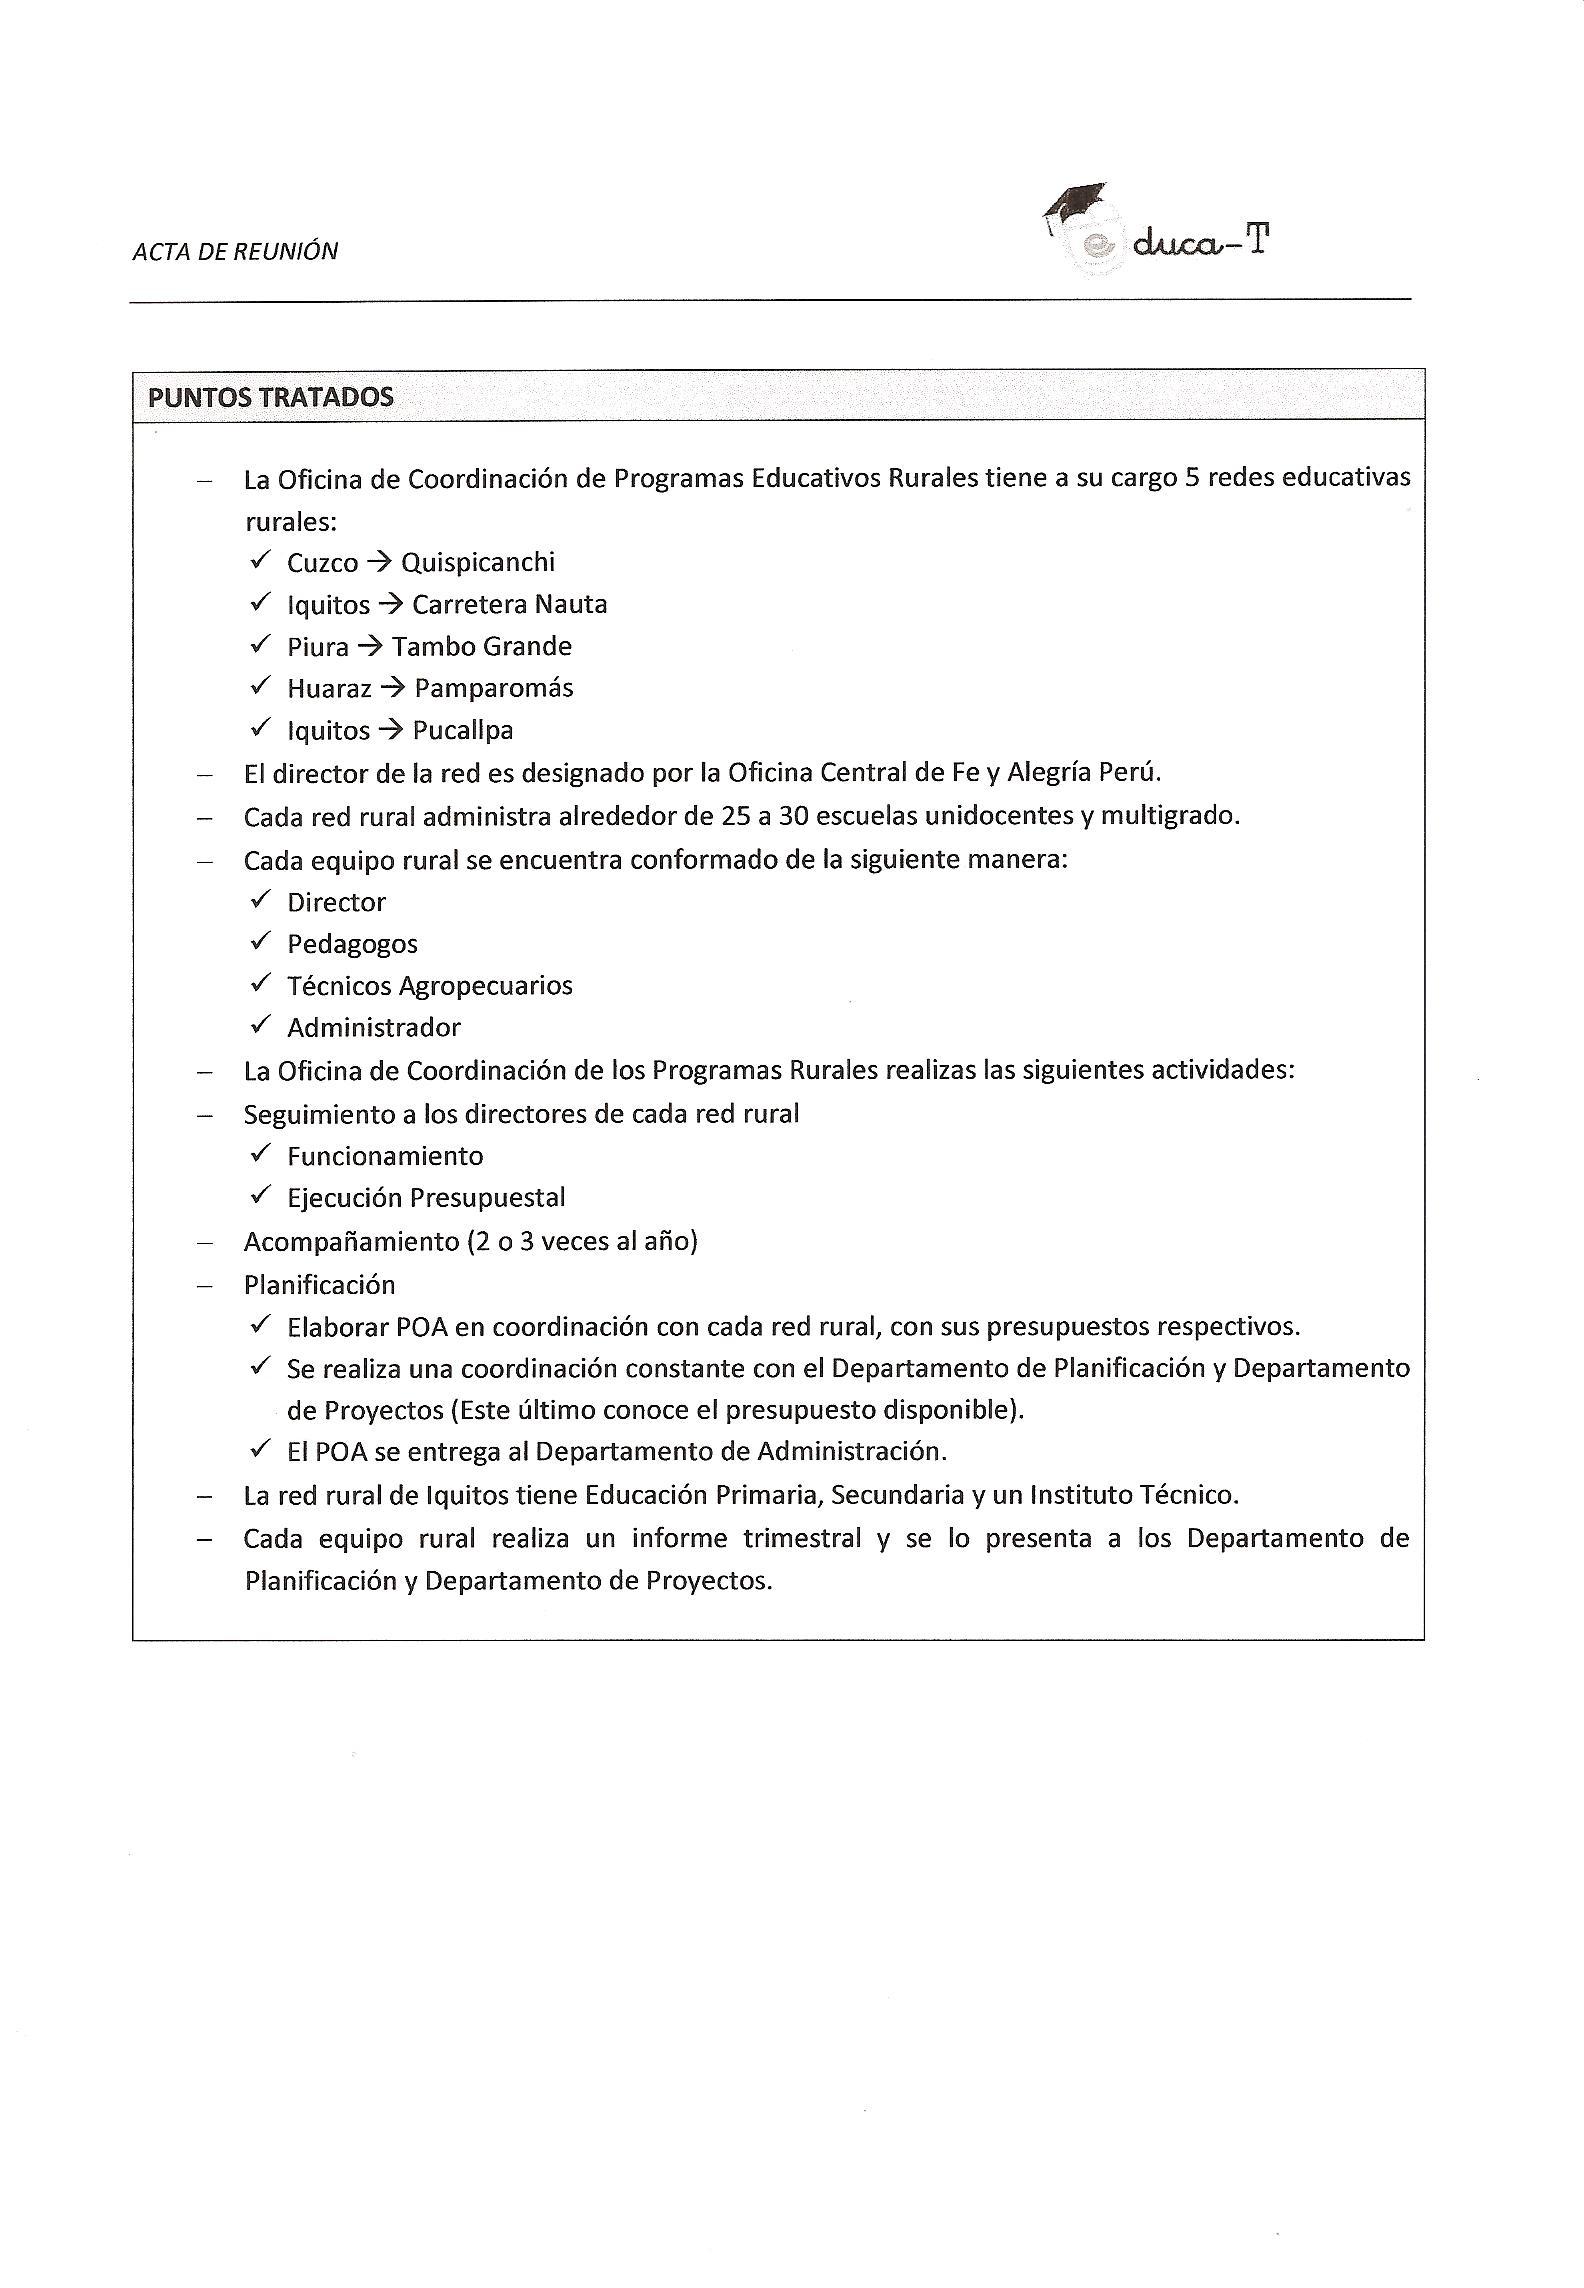 ACTA DE REUNIÓN
educa-T
PUNTOS TRATADOS
– La Oficina de Coordinación de Programas Educativos Rurales tiene a su cargo 5 redes educativas
rurales:
✓ Cuzco → Quispicanchi
✓ Iquitos → Carretera Nauta
✓ Piura → Tambo Grande
✓ Huaraz → Pamparomás
✓ Iquitos → Pucallpa
– El director de la red es designado por la Oficina Central de Fe y Alegría Perú.
– Cada red rural administra alrededor de 25 a 30 escuelas unidocentes y multigrado.
– Cada equipo rural se encuentra conformado de la siguiente manera:
✓ Director
✓ Pedagogos
✓ Técnicos Agropecuarios
✓ Administrador
– La Oficina de Coordinación de los Programas Rurales realizas las siguientes actividades:
– Seguimiento a los directores de cada red rural
✓ Funcionamiento
✓ Ejecución Presupuestal
– Acompañamiento (2 o 3 veces al año)
– Planificación
✓ Elaborar POA en coordinación con cada red rural, con sus presupuestos respectivos.
✓ Se realiza una coordinación constante con el Departamento de Planificación y Departamento
de Proyectos (Este último conoce el presupuesto disponible).
✓ El POA se entrega al Departamento de Administración.
– La red rural de Iquitos tiene Educación Primaria, Secundaria y un Instituto Técnico.
– Cada equipo rural realiza un informe trimestral y se lo presenta a los Departamento de
Planificación y Departamento de Proyectos.